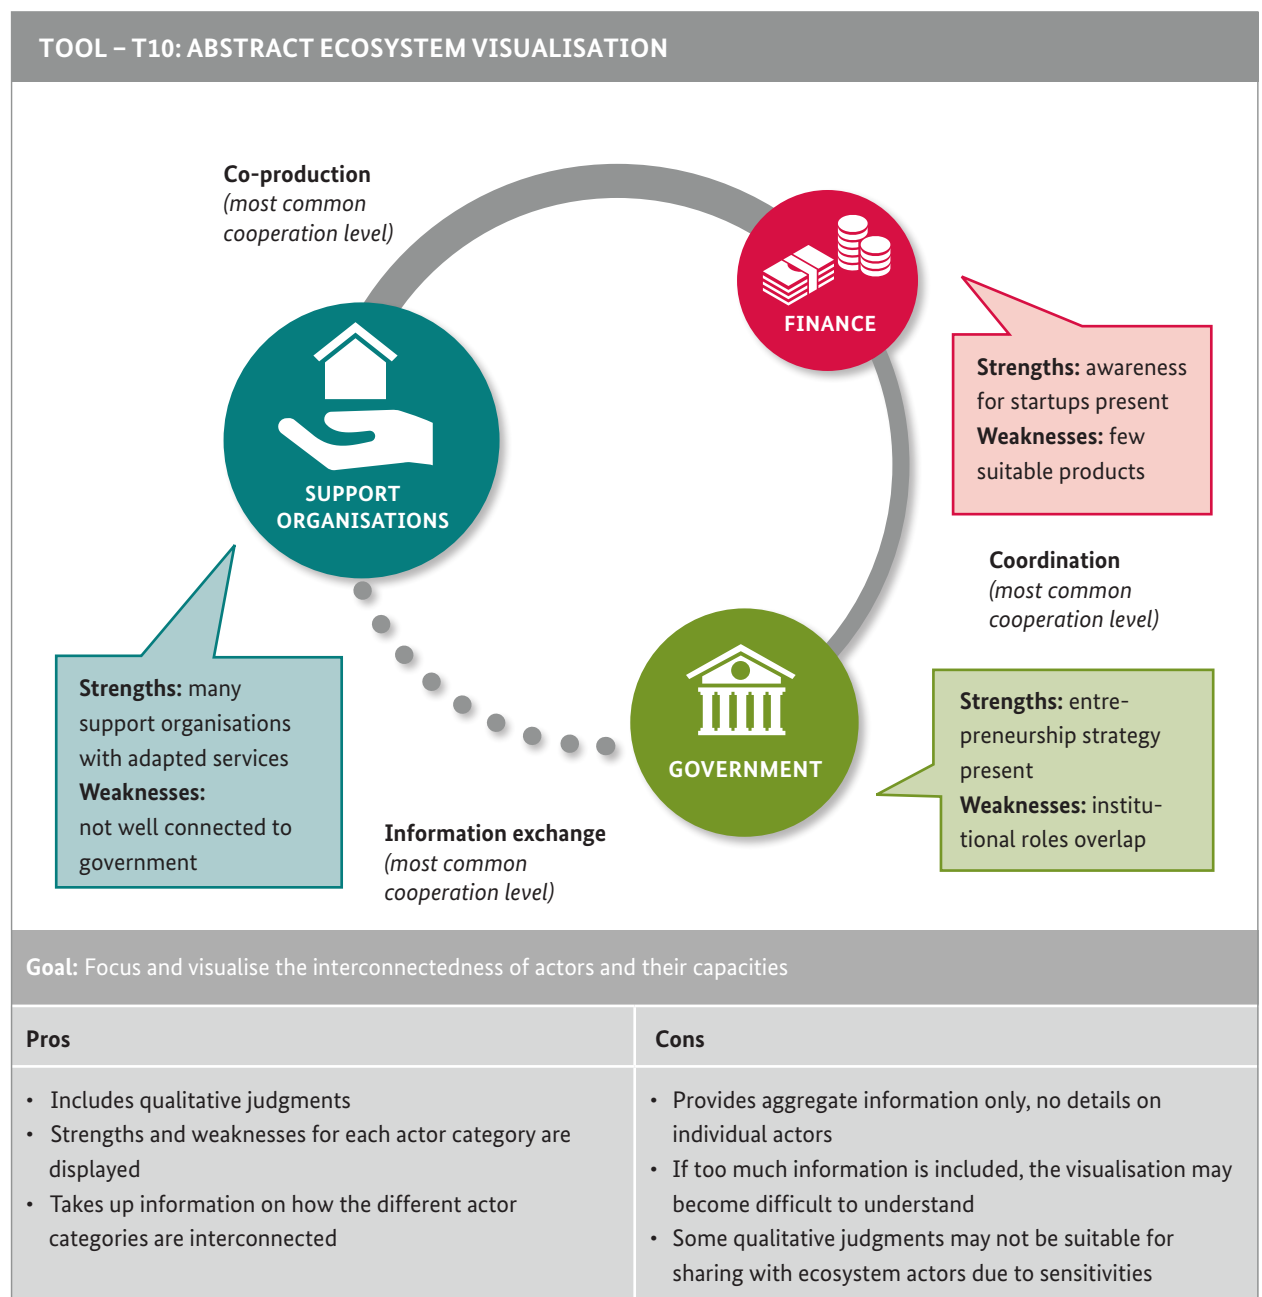 TOOL – T10: ABSTRACT ECOSYSTEM VISUALISATION
Co-production
(most common
cooperation level)
FINANCE
Strengths: awareness
for startups present
Weaknesses: few
suitable products
SUPPORT
ORGANISATIONS
Coordination
(most common
cooperation level)
Strengths: many
support organisations
with adapted services
Weaknesses:
not well connected to
government
GOVERNMENT
Strengths: entre-
preneurship strategy
present
Weaknesses: institu-
tional roles overlap
Information exchange
(most common
cooperation level)
Goal: Focus and visualise the interconnectedness of actors and their capacities
Pros
• Includes qualitative judgments
• Strengths and weaknesses for each actor category are
displayed
• Takes up information on how the different actor
categories are interconnected
Cons
• Provides aggregate information only, no details on
individual actors
• If too much information is included, the visualisation may
become difficult to understand
• Some qualitative judgments may not be suitable for
sharing with ecosystem actors due to sensitivities